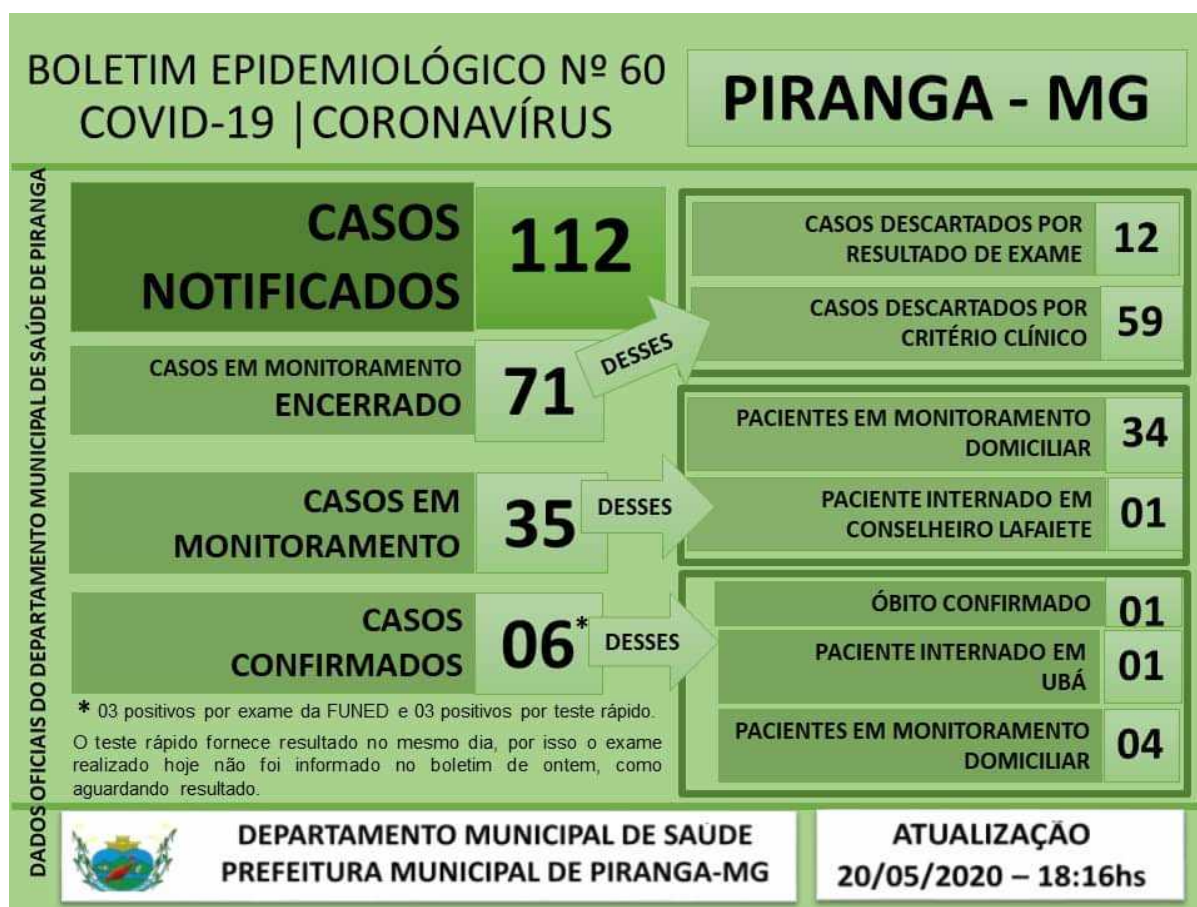 BOLETIM EPIDEMIOLÓGICO Nº 60
COVID-19 |CORONAVÍRUS
PIRANGA - MG
DADOS OFICIAIS DO DEPARTAMENTO MUNICIPAL DE SAÚDE DE PIRANGA
CASOS
NOTIFICADOS
112
CASOS EM MONITORAMENTO
ENCERRADO
71
DESSES
CASOS DESCARTADOS POR
RESULTADO DE EXAME
12
CASOS DESCARTADOS POR
CRITÉRIO CLÍNICO
59
CASOS EM
MONITORAMENTO
35
DESSES
PACIENTES EM MONITORAMENTO
DOMICILIAR
34
PACIENTE INTERNADO EM
CONSELHEIRO LAFAIETE
01
CASOS
CONFIRMADOS
06*
DESSES
ÓBITO CONFIRMADO
01
PACIENTE INTERNADO EM
UBÁ
01
PACIENTES EM MONITORAMENTO
DOMICILIAR
04
* 03 positivos por exame da FUNED e 03 positivos por teste rápido.
O teste rápido fornece resultado no mesmo dia, por isso o exame
realizado hoje não foi informado no boletim de ontem, como
aguardando resultado.
DEPARTAMENTO MUNICIPAL DE SAÚDE
PREFEITURA MUNICIPAL DE PIRANGA-MG
ATUALIZAÇÃO
20/05/2020 – 18:16hs